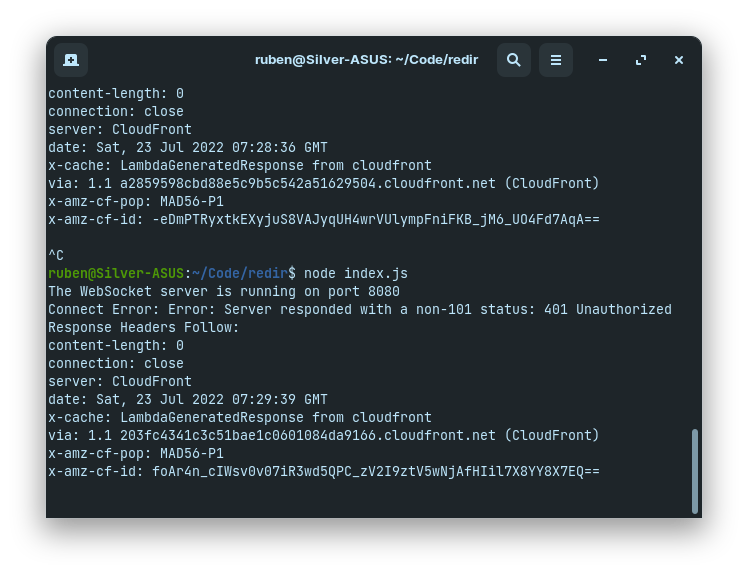 ruben@Silver-ASUS: ~/Code/redir
content-length: 0
connection: close
server: CloudFront
date: Sat, 23 Jul 2022 07:28:36 GMT
x-cache: LambdaGeneratedResponse from cloudfront
via: 1.1 a2859598cbd88e5c9b5c542a51629504.cloudfront.net (CloudFront)
x-amz-cf-pop: MAD56-P1
x-amz-cf-id: -eDmPTRyxtkEXyjuS8VAJyqUH4wrVUlympFniFKB_jM6_UO4Fd7AqA==
^C
ruben@Silver-ASUS:~/Code/redir$ node index.js
The WebSocket server is running on port 8080
Connect Error: Error: Server responded with a non-101 status: 401 Unauthorized
Response Headers Follow:
content-length: 0
connection: close
server: CloudFront
date: Sat, 23 Jul 2022 07:29:39 GMT
x-cache: LambdaGeneratedResponse from cloudfront
via: 1.1 203fc4341c3c51bae1c0601084da9166.cloudfront.net (CloudFront)
x-amz-cf-pop: MAD56-P1
x-amz-cf-id: foAr4n_cIWsv0v07iR3wd5QPC_zV2I9ztV5wNjAfHIil7X8YY8X7EQ==